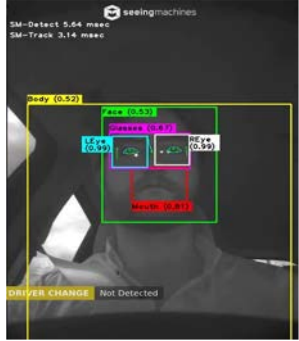 seeingmachines
SM-Detect 5.64 msec
SM-Track 3.14 msec
Body (0.52)
Face (0.53)
Glasses (0.67)
LEye
(0.99)
REye
(0.99)
Mouth (0.81)
DRIVER CHANGE Not Detected